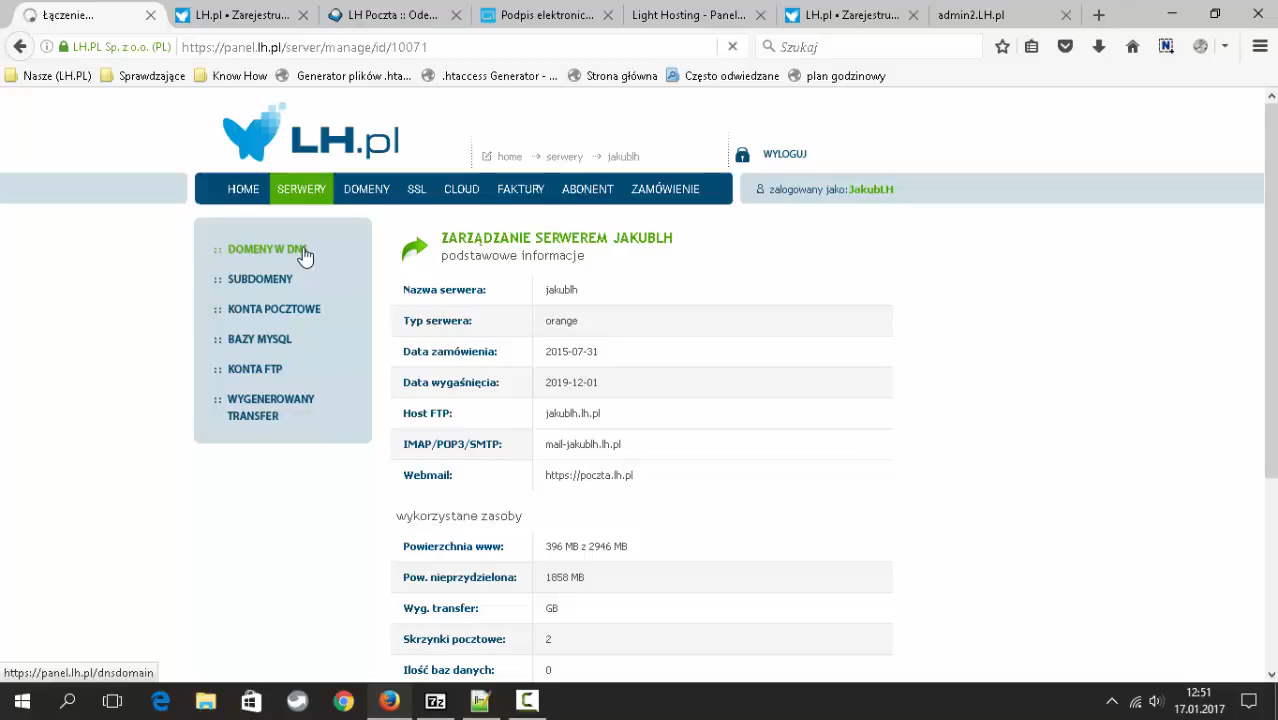 Łączenie...
LH.pl • Zarejestru...
LH Poczta :: Ode...
Podpis elektronic...
Light Hosting - Panel...
LH.pl • Zarejestru...
admin2.LH.pl
LH.PL Sp. z o.o. (PL)
https://panel.lh.pl/server/manage/id/10071
Szukaj
Nasze (LH.PL)
Sprawdzające
Know How
Generator plików .hta...
.htaccess Generator - ...
Strona główna
Często odwiedzane
plan godzinowy
LH.pl
home
serwery
jakublh
WYLOGUJ
HOME
SERWERY
DOMENY
SSL
CLOUD
FAKTURY
ABONENT
ZAMÓWIENIE
zalogowany jako: JakubLH
:: DOMENY W DNS
:: SUBDOMENY
:: KONTA POCZTOWE
:: BAZY MYSQL
:: KONTA FTP
:: WYGENEROWANY
TRANSFER
ZARZĄDZANIE SERWEREM JAKUBLH
podstawowe informacje
Nazwa serwera: jakublh
Typ serwera: orange
Data zamówienia: 2015-07-31
Data wygaśnięcia: 2019-12-01
Host FTP: jakublh.lh.pl
IMAP/POP3/SMTP: mail-jakublh.lh.pl
Webmail: https://poczta.lh.pl
wykorzystane zasoby
Powierzchnia www: 396 MB z 2946 MB
Pow. nieprzydzielona: 1858 MB
Wyg. transfer: GB
Skrzynki pocztowe: 2
Ilość baz danych: 0
https://panel.lh.pl/dnsdomain
12:51
17.01.2017